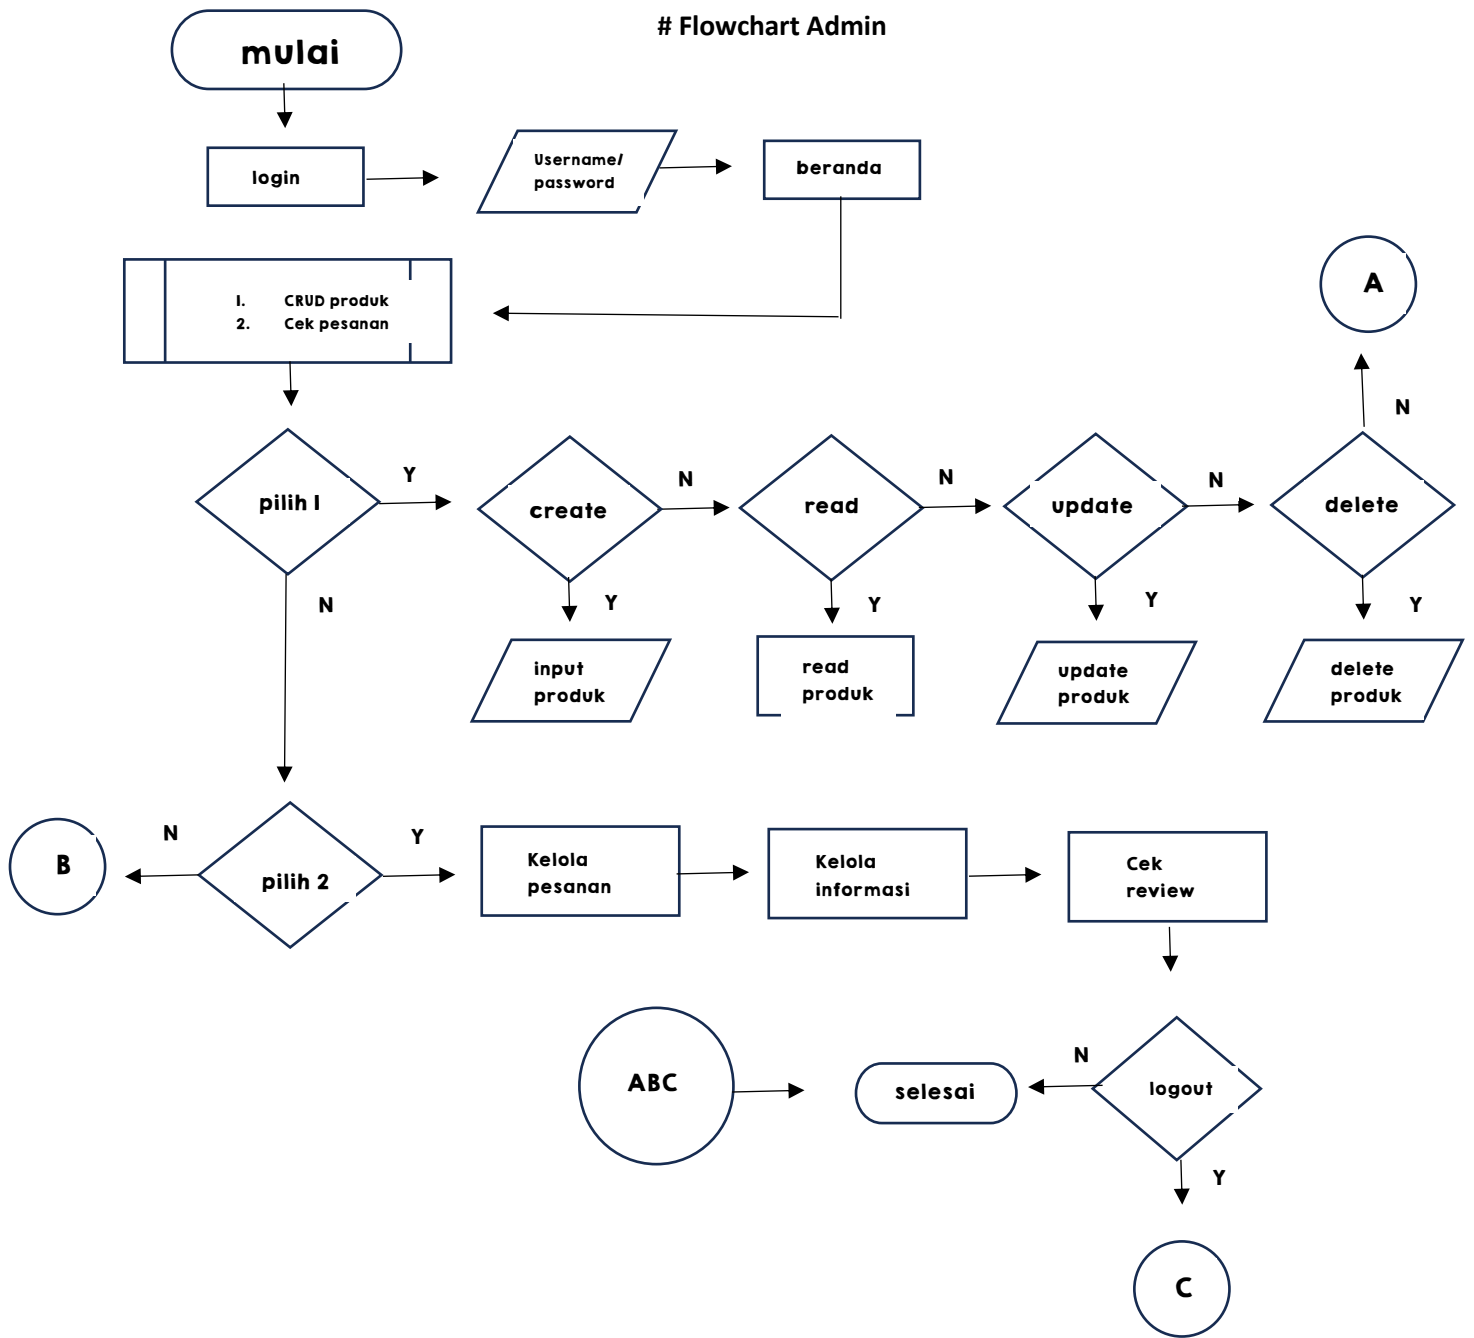 # Flowchart Admin
mulai
login
Username/
password
beranda
1. CRUD produk
2. Cek pesanan
A
N
pilih 1
Y
create
N
read
N
update
N
delete
N
Y
Y
Y
Y
input
produk
read
produk
update
produk
delete
produk
B
N
pilih 2
Y
Kelola
pesanan
Kelola
informasi
Cek
review
ABC
selesai
N
logout
Y
C